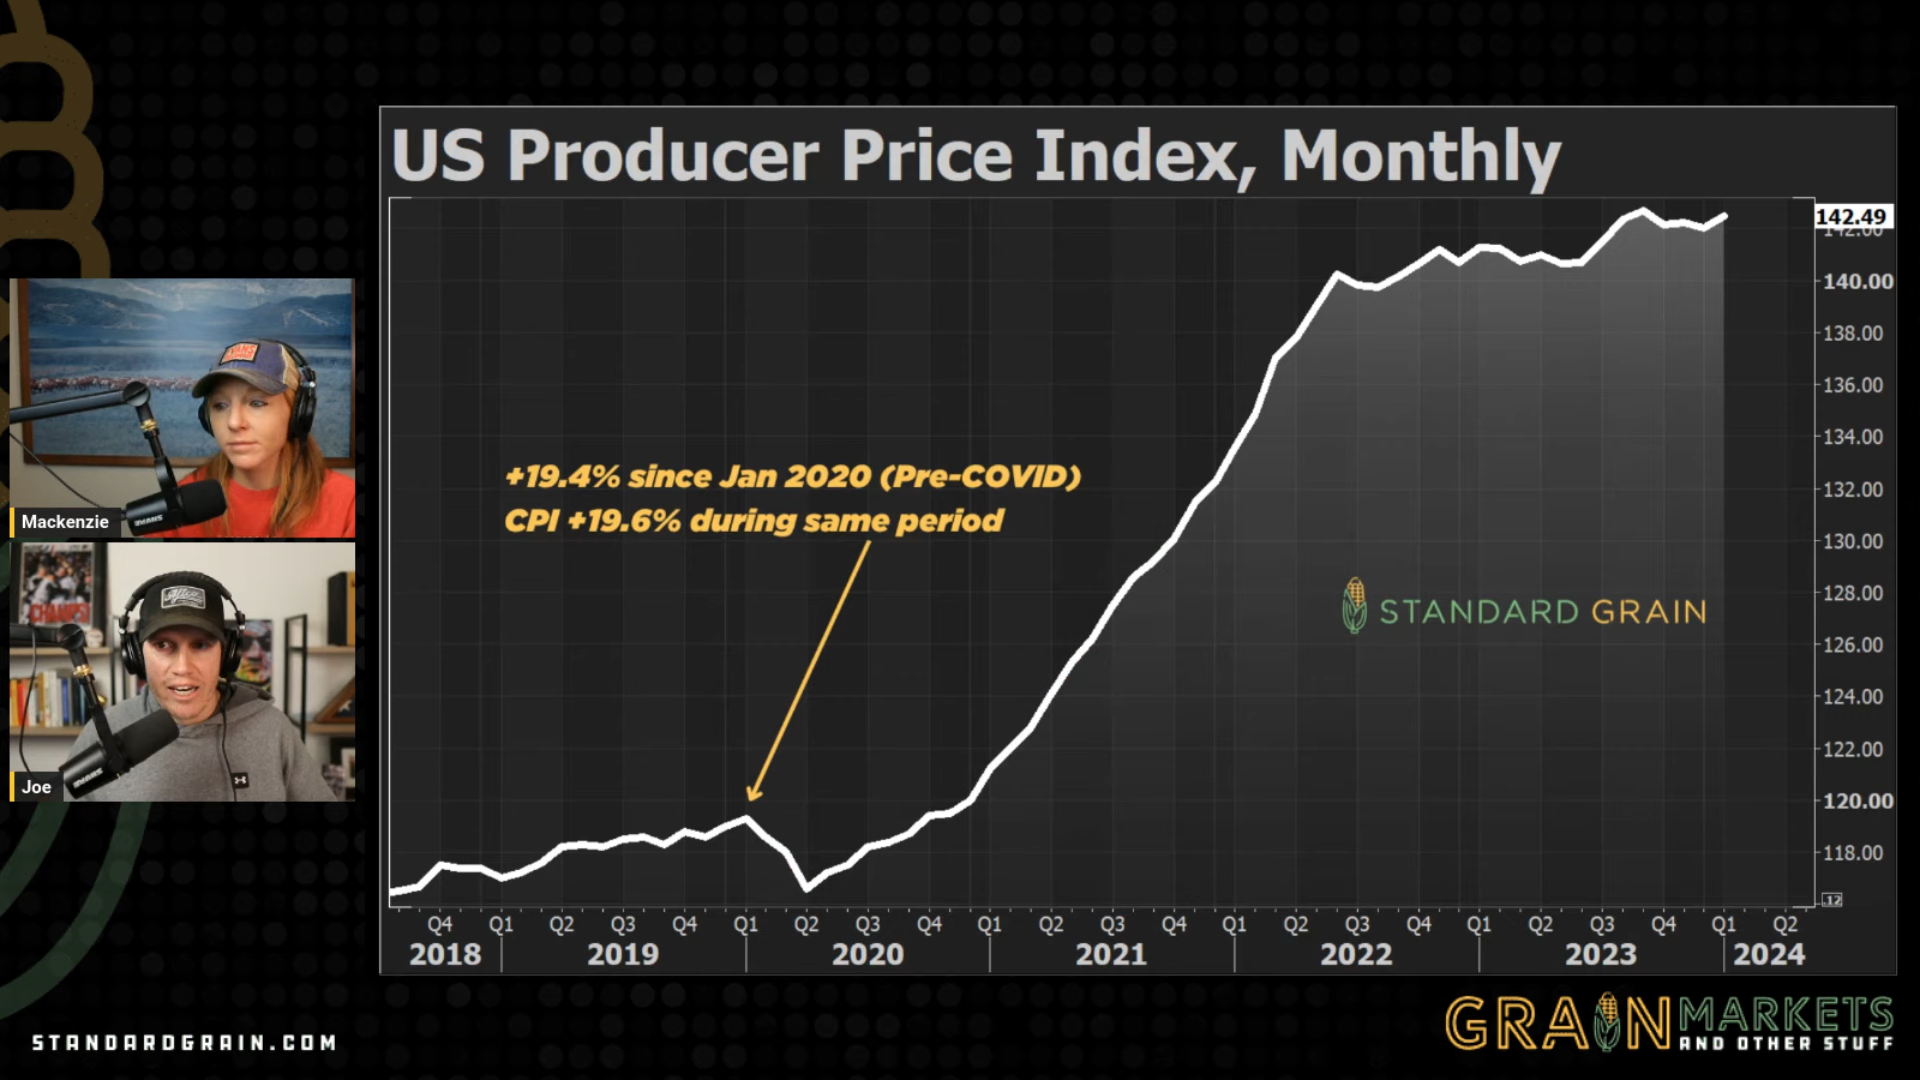 US Producer Price Index, Monthly
142.49
142.00
140.00
138.00
136.00
134.00
132.00
130.00
128.00
126.00
124.00
122.00
120.00
118.00
.12
+19.4% since Jan 2020 (Pre-COVID)
CPI +19.6% during same period
STANDARD GRAIN
Q4 Q1 Q2 Q3 Q4 Q1 Q2 Q3 Q4 Q1 Q2 Q3 Q4 Q1 Q2 Q3 Q4 Q1 Q2 Q3 Q4 Q1 Q2
2018 2019 2020 2021 2022 2023 2024
Mackenzie
CHAMPS!
Joe
STANDARDGRAIN.COM
GRAIN MARKETS
AND OTHER STUFF